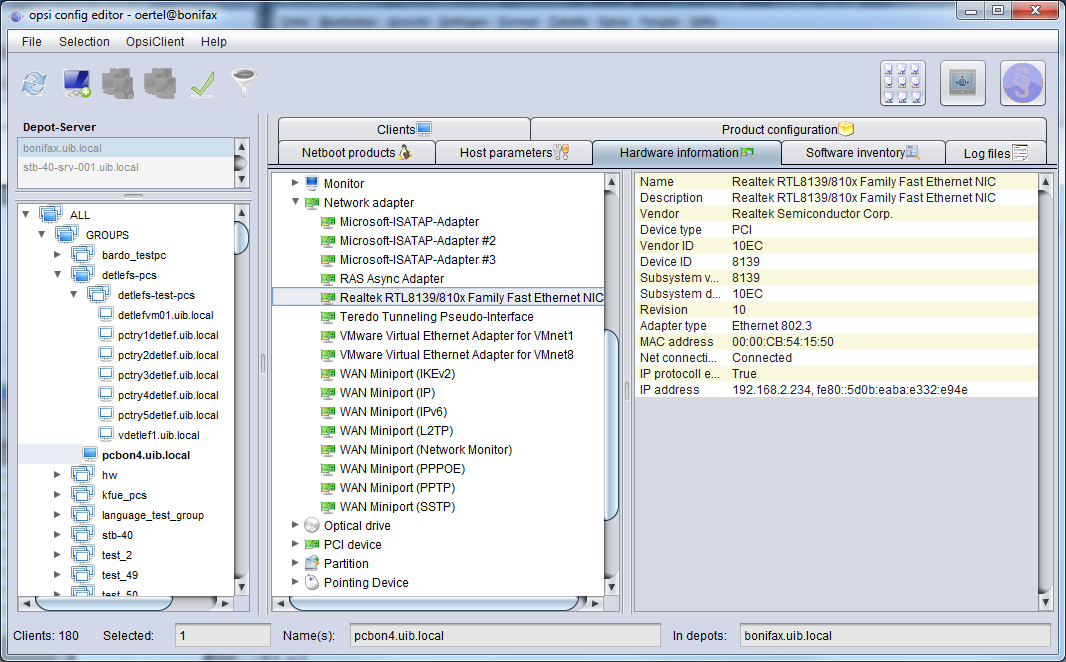 opsi config editor - oertel@bonifax
File Selection OpsiClient Help
Depot-Server
bonifax.uib.local
stb-40-srv-001.uib.local
ALL
GROUPS
bardo_testpc
detlefs-pcs
detlefs-test-pcs
detlefvm01.uib.local
pctry1detlef.uib.local
pctry2detlef.uib.local
pctry3detlef.uib.local
pctry4detlef.uib.local
pctry5detlef.uib.local
vdetlef1.uib.local
pcbon4.uib.local
hw
kfue_pcs
language_test_group
stb-40
test_2
test_49
test_50
Clients Product configuration
Netboot products Host parameters Hardware information Software inventory Log files
Monitor
Network adapter
Microsoft-ISATAP-Adapter
Microsoft-ISATAP-Adapter #2
Microsoft-ISATAP-Adapter #3
RAS Async Adapter
Realtek RTL8139/810x Family Fast Ethernet NIC
Teredo Tunneling Pseudo-Interface
VMware Virtual Ethernet Adapter for VMnet1
VMware Virtual Ethernet Adapter for VMnet8
WAN Miniport (IKEv2)
WAN Miniport (IP)
WAN Miniport (IPv6)
WAN Miniport (L2TP)
WAN Miniport (Network Monitor)
WAN Miniport (PPPOE)
WAN Miniport (PPTP)
WAN Miniport (SSTP)
Optical drive
PCI device
Partition
Pointing Device
Name Realtek RTL8139/810x Family Fast Ethernet NIC
Description Realtek RTL8139/810x Family Fast Ethernet NIC
Vendor Realtek Semiconductor Corp.
Device type PCI
Vendor ID 10EC
Device ID 8139
Subsystem v... 8139
Subsystem d... 10EC
Revision 10
Adapter type Ethernet 802.3
MAC address 00:00:CB:54:15:50
Net connecti... Connected
IP protocoll e... True
IP address 192.168.2.234, fe80::5d0b:eaba:e332:e94e
Clients: 180 Selected: 1 Name(s): pcbon4.uib.local In depots: bonifax.uib.local